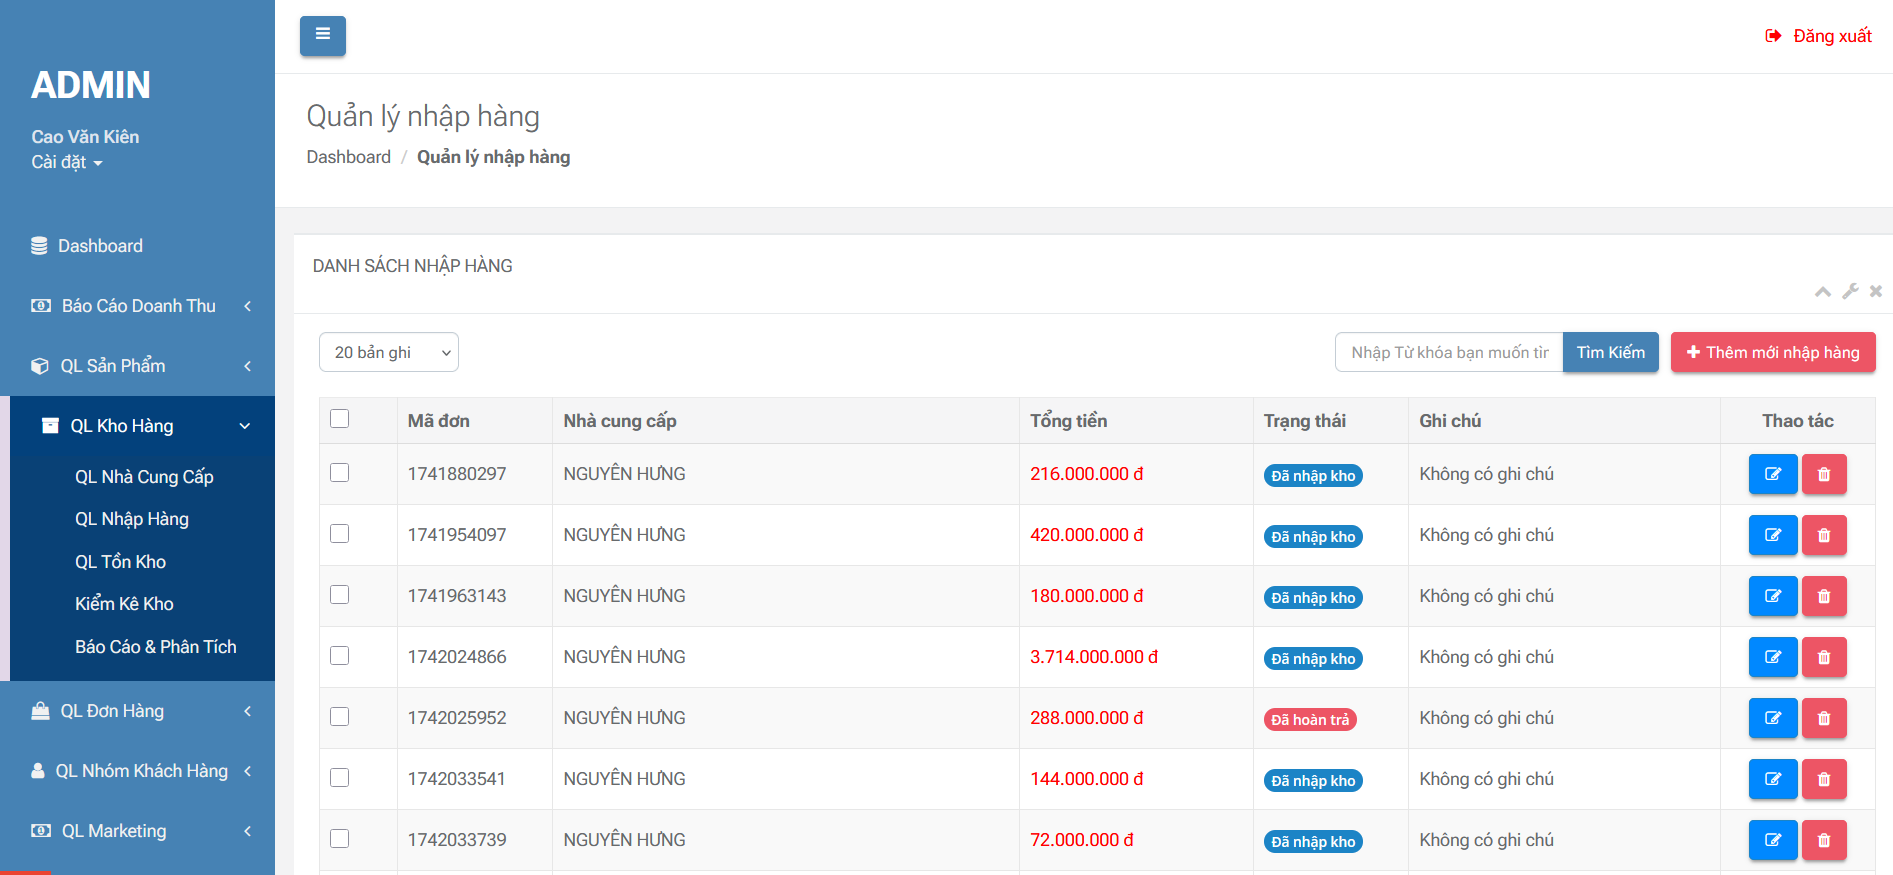 ADMIN
Cao Văn Kiên
Cài đặt
Dashboard
Báo Cáo Doanh Thu
QL Sản Phẩm
QL Kho Hàng
QL Nhà Cung Cấp
QL Nhập Hàng
QL Tồn Kho
Kiểm Kê Kho
Báo Cáo & Phân Tích
QL Đơn Hàng
QL Nhóm Khách Hàng
QL Marketing
Đăng xuất
Quản lý nhập hàng
Dashboard / Quản lý nhập hàng
DANH SÁCH NHẬP HÀNG
20 bản ghi
Nhập Từ khóa bạn muốn tìr
Tìm Kiếm
Thêm mới nhập hàng
Mã đơn Nhà cung cấp Tổng tiền Trạng thái Ghi chú Thao tác
1741880297 NGUYÊN HƯNG 216.000.000 đ Đã nhập kho Không có ghi chú
1741954097 NGUYÊN HƯNG 420.000.000 đ Đã nhập kho Không có ghi chú
1741963143 NGUYÊN HƯNG 180.000.000 đ Đã nhập kho Không có ghi chú
1742024866 NGUYÊN HƯNG 3.714.000.000 đ Đã nhập kho Không có ghi chú
1742025952 NGUYÊN HƯNG 288.000.000 đ Đã hoàn trả Không có ghi chú
1742033541 NGUYÊN HƯNG 144.000.000 đ Đã nhập kho Không có ghi chú
1742033739 NGUYÊN HƯNG 72.000.000 đ Đã nhập kho Không có ghi chú